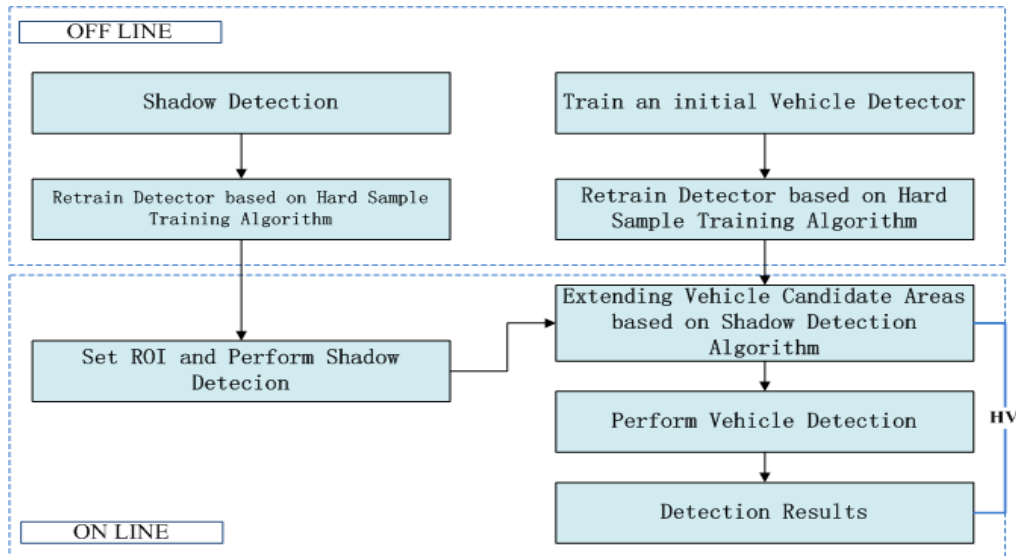 OFF LINE
Shadow Detection
Train an initial Vehicle Detector
Retrain Detector based on Hard Sample
Training Algorithm
Retrain Detector based on Hard
Sample Training Algorithm
Extending Vehicle Candidate Areas
based on Shadow Detection
Algorithm
Set ROI and Perform Shadow
Detecion
Perform Vehicle Detection
HV
Detection Results
ON LINE